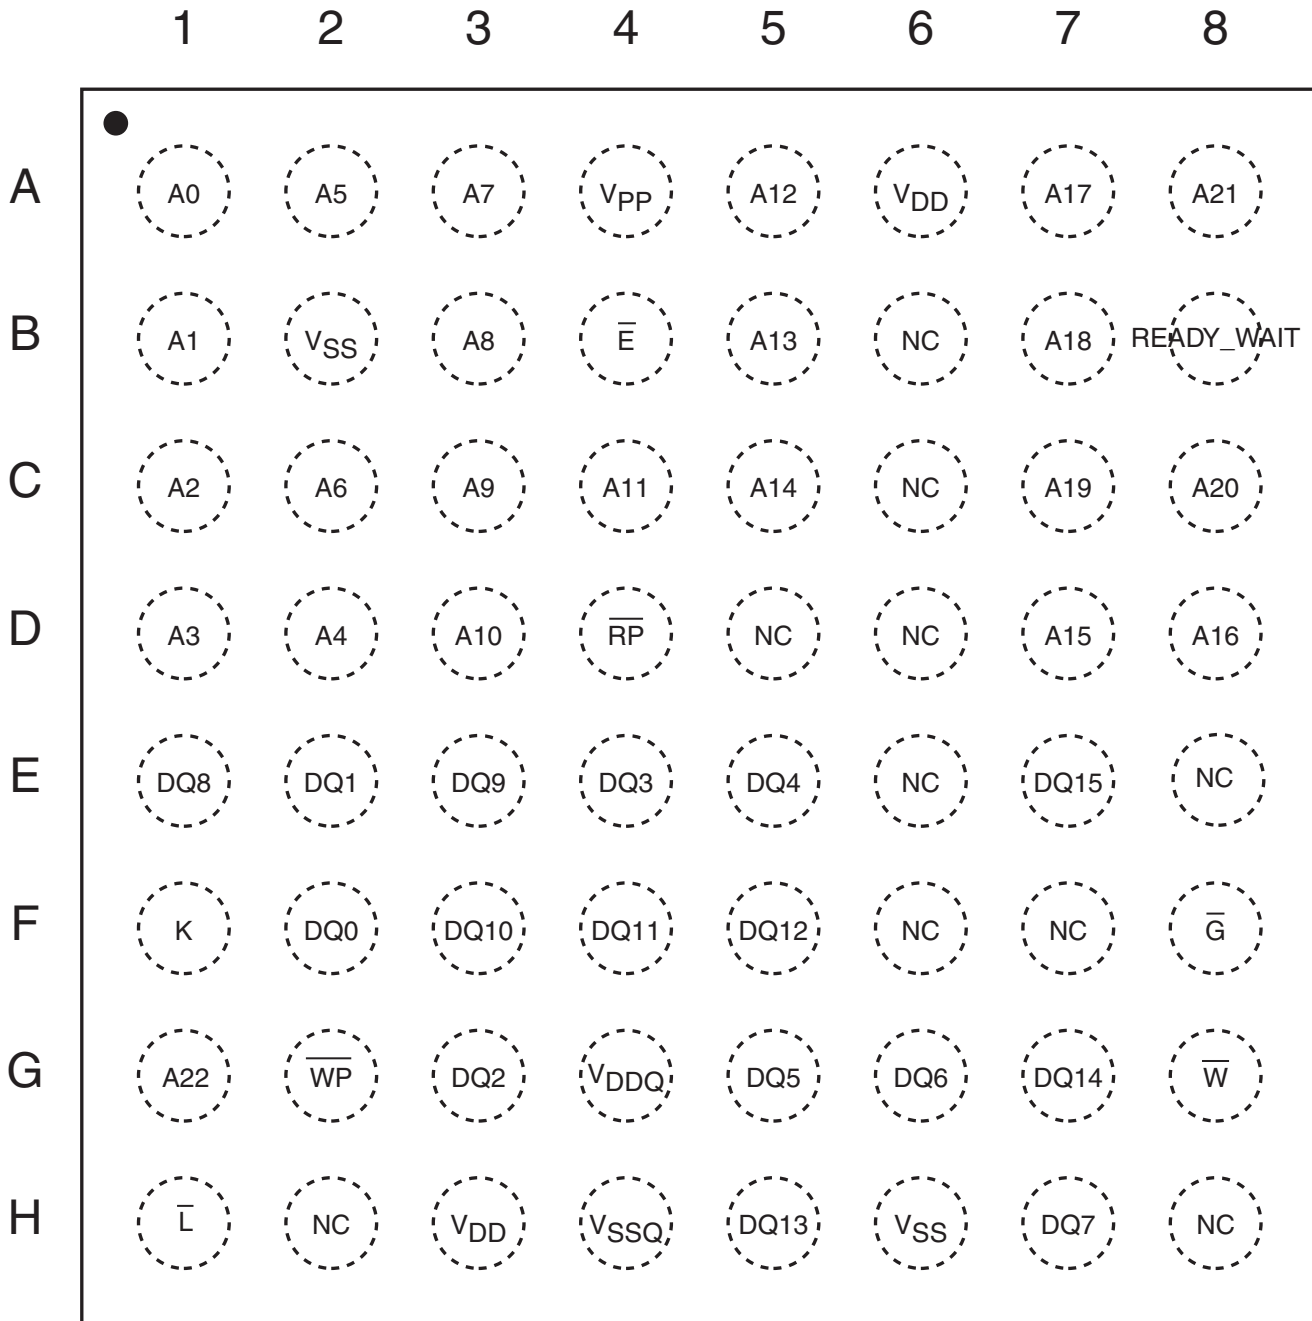 1 2 3 4 5 6 7 8
A A0 A5 A7 VPP A12 VDD A17 A21
B A1 VSS A8 E̅ A13 NC A18 READY_WAIT
C A2 A6 A9 A11 A14 NC A19 A20
D A3 A4 A10 R̅P̅ NC NC A15 A16
E DQ8 DQ1 DQ9 DQ3 DQ4 NC DQ15 NC
F K DQ0 DQ10 DQ11 DQ12 NC NC G̅
G A22 W̅P̅ DQ2 VDDQ DQ5 DQ6 DQ14 W̅
H L̅ NC VDD VSSQ DQ13 VSS DQ7 NC